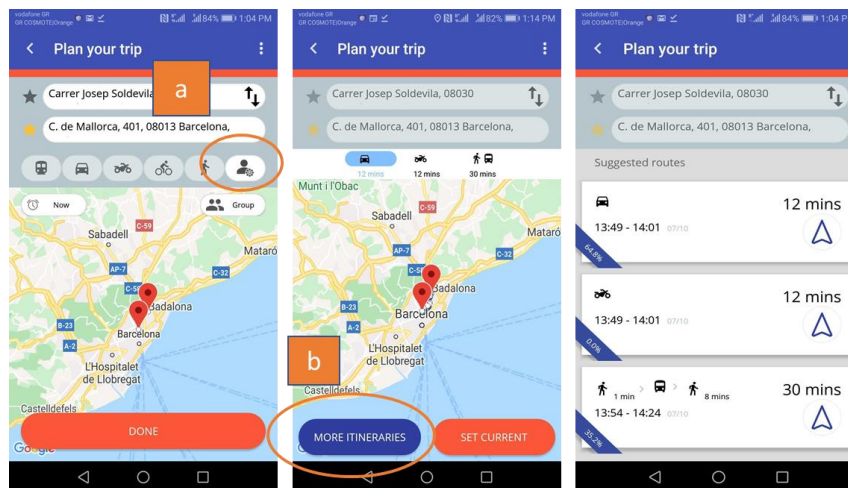 vodafone GR
GR COSMOTE|Orange
84% 1:04 PM
Plan your trip
Carrer Josep Soldevila
a
C. de Mallorca, 401, 08013 Barcelona,
Now
Group
C-59
Sabadell
Mataró
AP-7
C-32
C-58
Badalona
B-23
Barcelona
A-2
L'Hospitalet
de Llobregat
Castelldefels
DONE
Google
vodafone GR
GR COSMOTE|Orange
82% 1:14 PM
Plan your trip
Carrer Josep Soldevila, 08030
C. de Mallorca, 401, 08013 Barcelona,
12 mins
12 mins
30 mins
Munt i l'Obac
C-59
Sabadell
Mataró
AP-7
C-32
Badalona
B-23
Barcelona
A-2
b
L'Hospitalet
de Llobregat
Castelldefels
MORE ITINERARIES
SET CURRENT
vodafone GR
GR COSMOTE|Orange
84% 1:04 P
Plan your trip
Carrer Josep Soldevila, 08030
C. de Mallorca, 401, 08013 Barcelona,
Suggested routes
12 mins
13:49 - 14:01 07/10
64.8%
12 mins
13:49 - 14:01 07/10
0.0%
1 min > > 8 mins
30 mins
13:54 - 14:24 07/10
35.2%